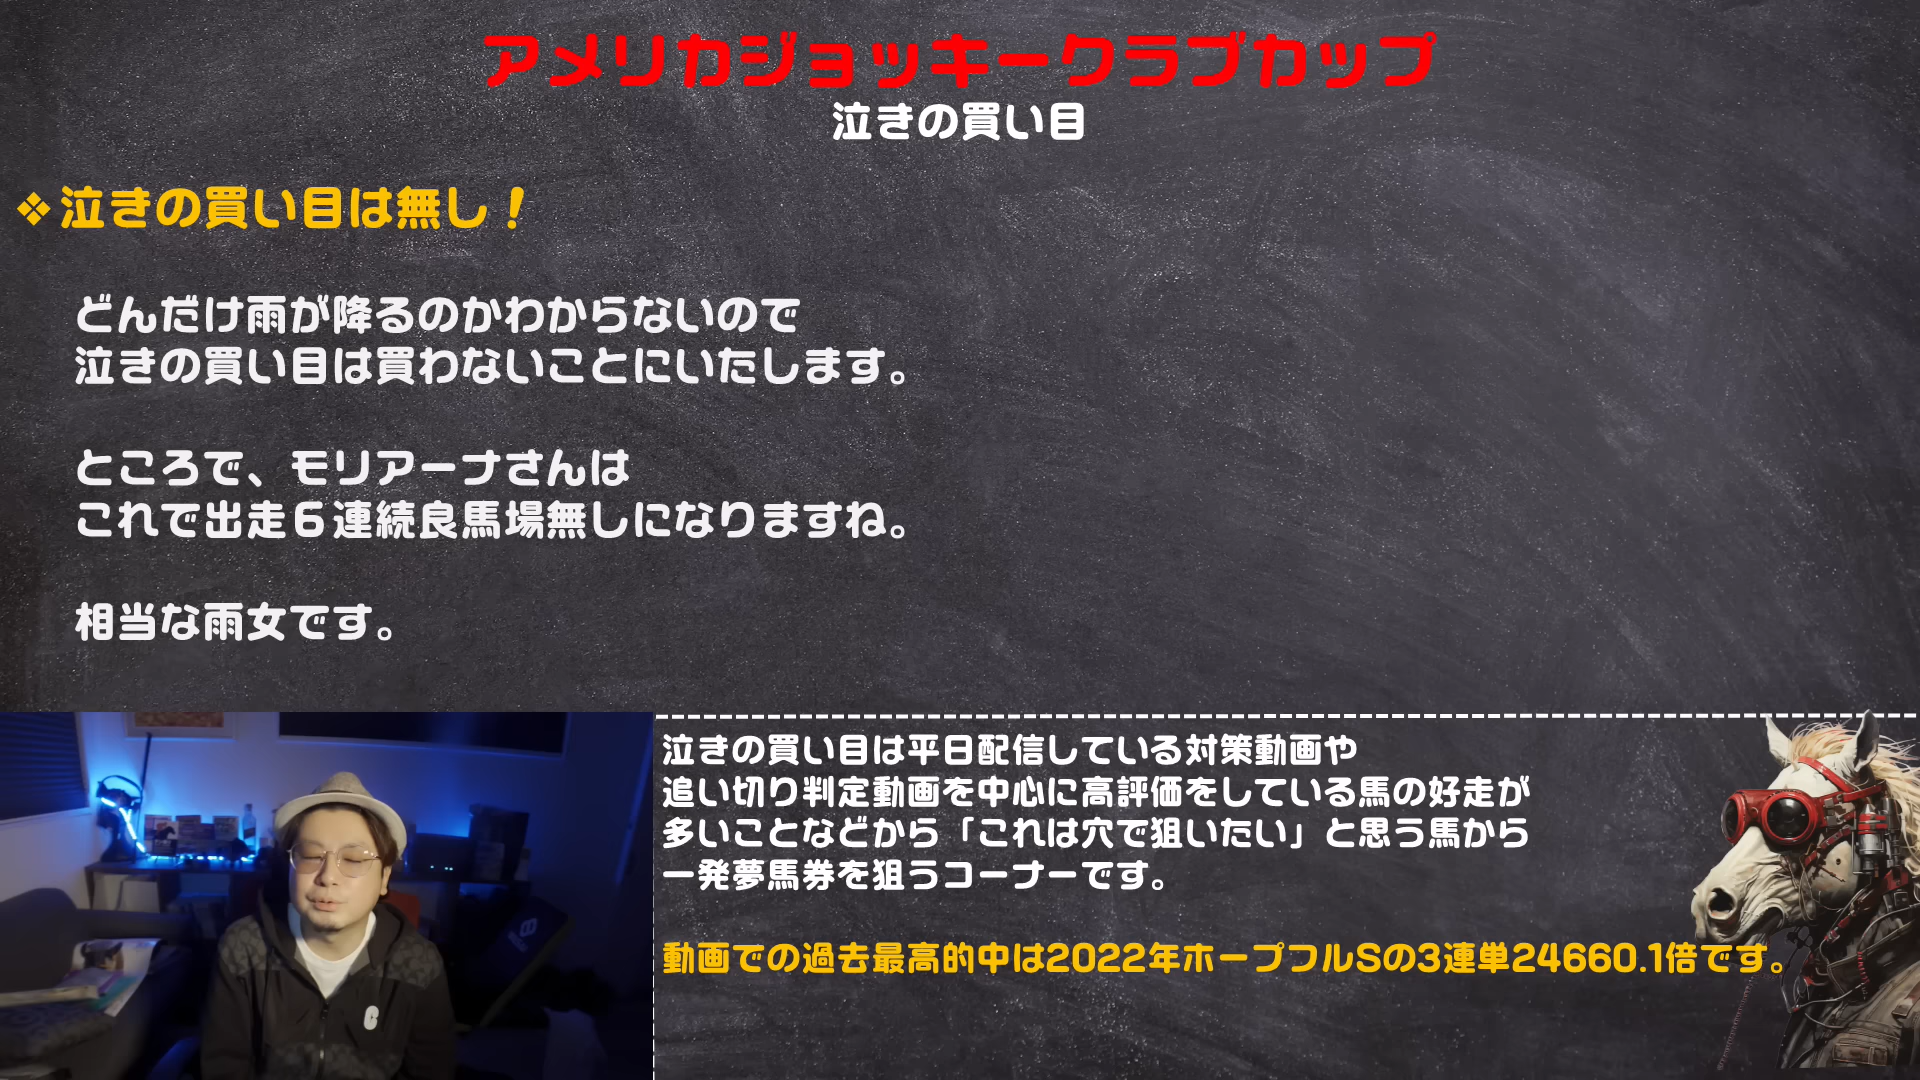 アメリカジョッキークラブカップ
泣きの買い目
❖泣きの買い目は無し！
どんだけ雨が降るのかわからないので
泣きの買い目は買わないことにいたします。
ところで、モリアーナさんは
これで出走６連続良馬場無しになりますね。
相当な雨女です。
泣きの買い目は平日配信している対策動画や
追い切り判定動画を中心に高評価をしている馬の好走が
多いことなどから「これは穴で狙いたい」と思う馬から
一発夢馬券を狙うコーナーです。
動画での過去最高的中は2022年ホープフルSの3連単24660.1倍です。